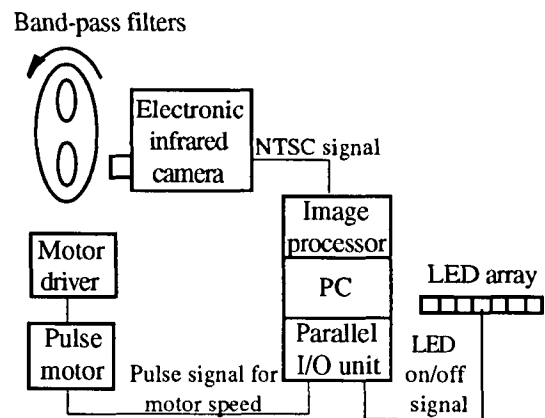 Band-pass filters
Electronic
infrared
camera
NTSC signal
Image
processor
PC
Parallel
I/O unit
Motor
driver
Pulse
motor
LED array
Pulse signal for
motor speed
LED
on/off
signal